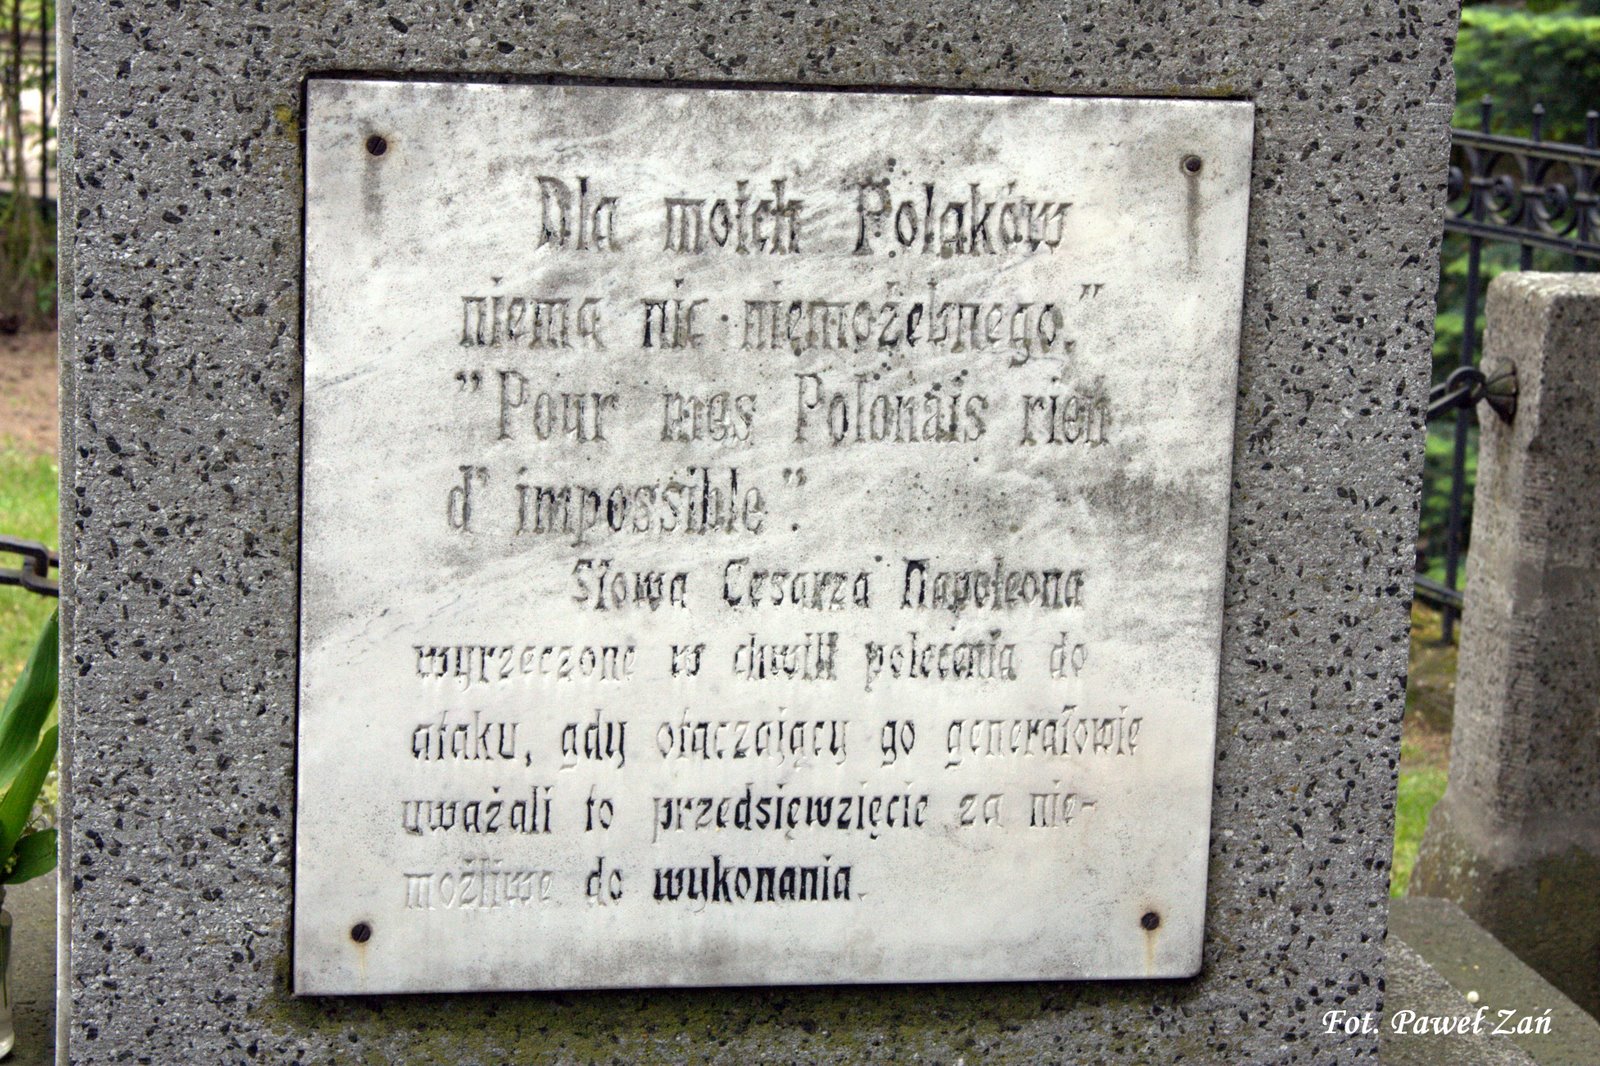 Dla moich Polaków
niema nic niemożebnego."
"Pour mes Polonais rien
d' impossible".
Słowa Cesarza Napoleona
wyrzeczone w chwili polecenia do
ataku, gdy otaczający go generałowie
uważali to przedsięwzięcie za nie-
możliwe do wykonania.
Fot. Paweł Zań